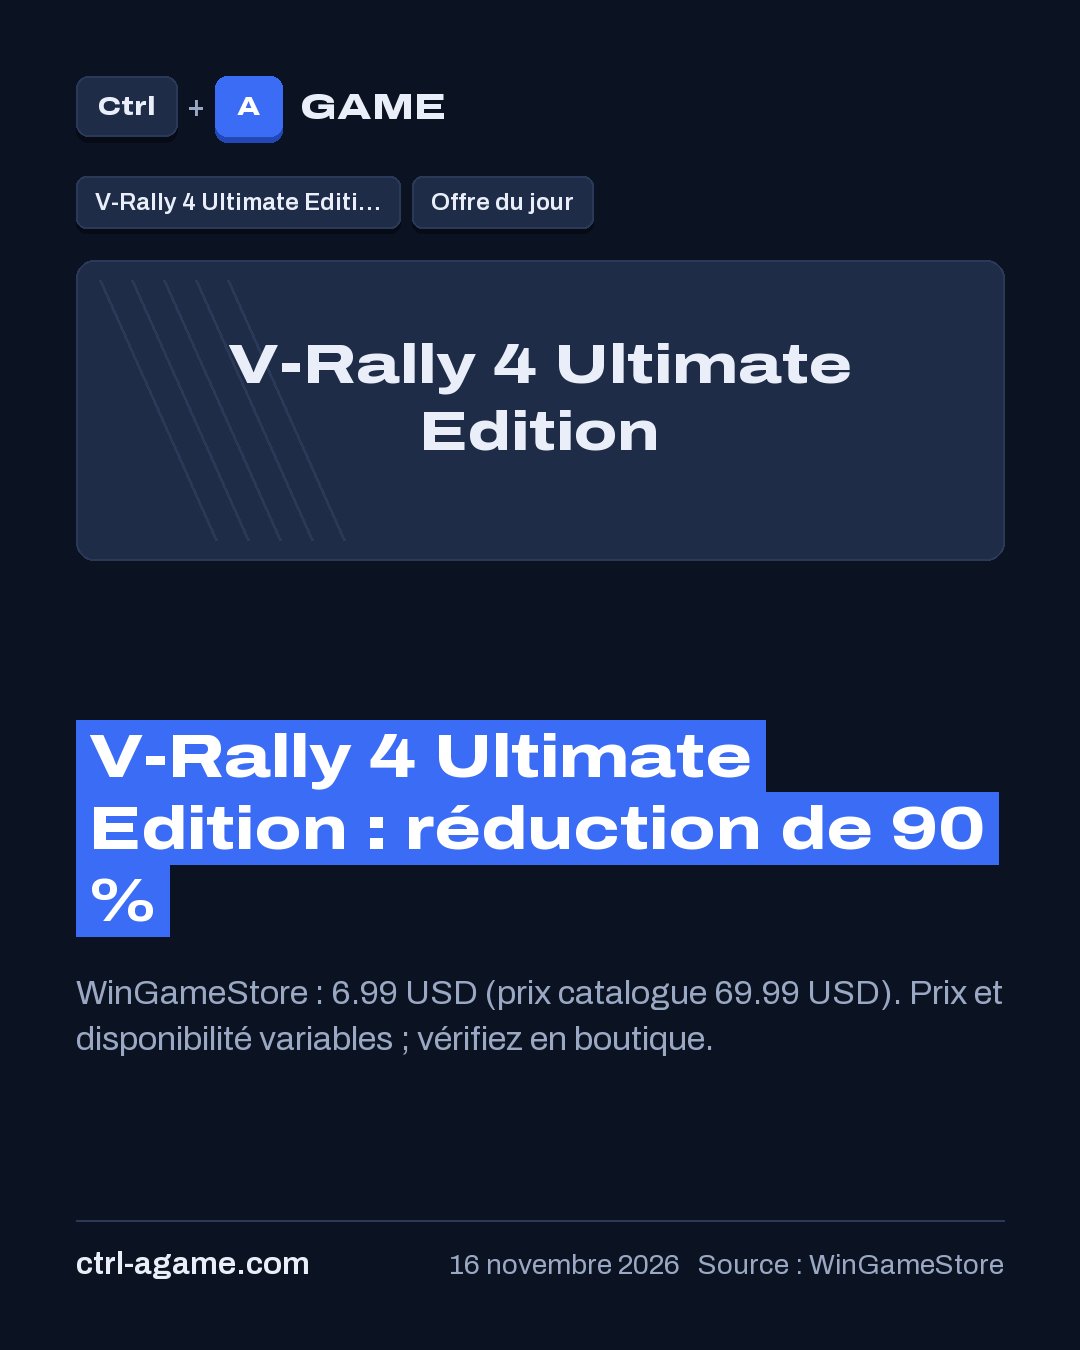 Ctrl + A GAME
V-Rally 4 Ultimate Editi... Offre du jour
V-Rally 4 Ultimate
Edition
V-Rally 4 Ultimate
Edition : réduction de 90
%
WinGameStore : 6.99 USD (prix catalogue 69.99 USD). Prix et
disponibilité variables ; vérifiez en boutique.
ctrl-agame.com 16 novembre 2026 Source : WinGameStore